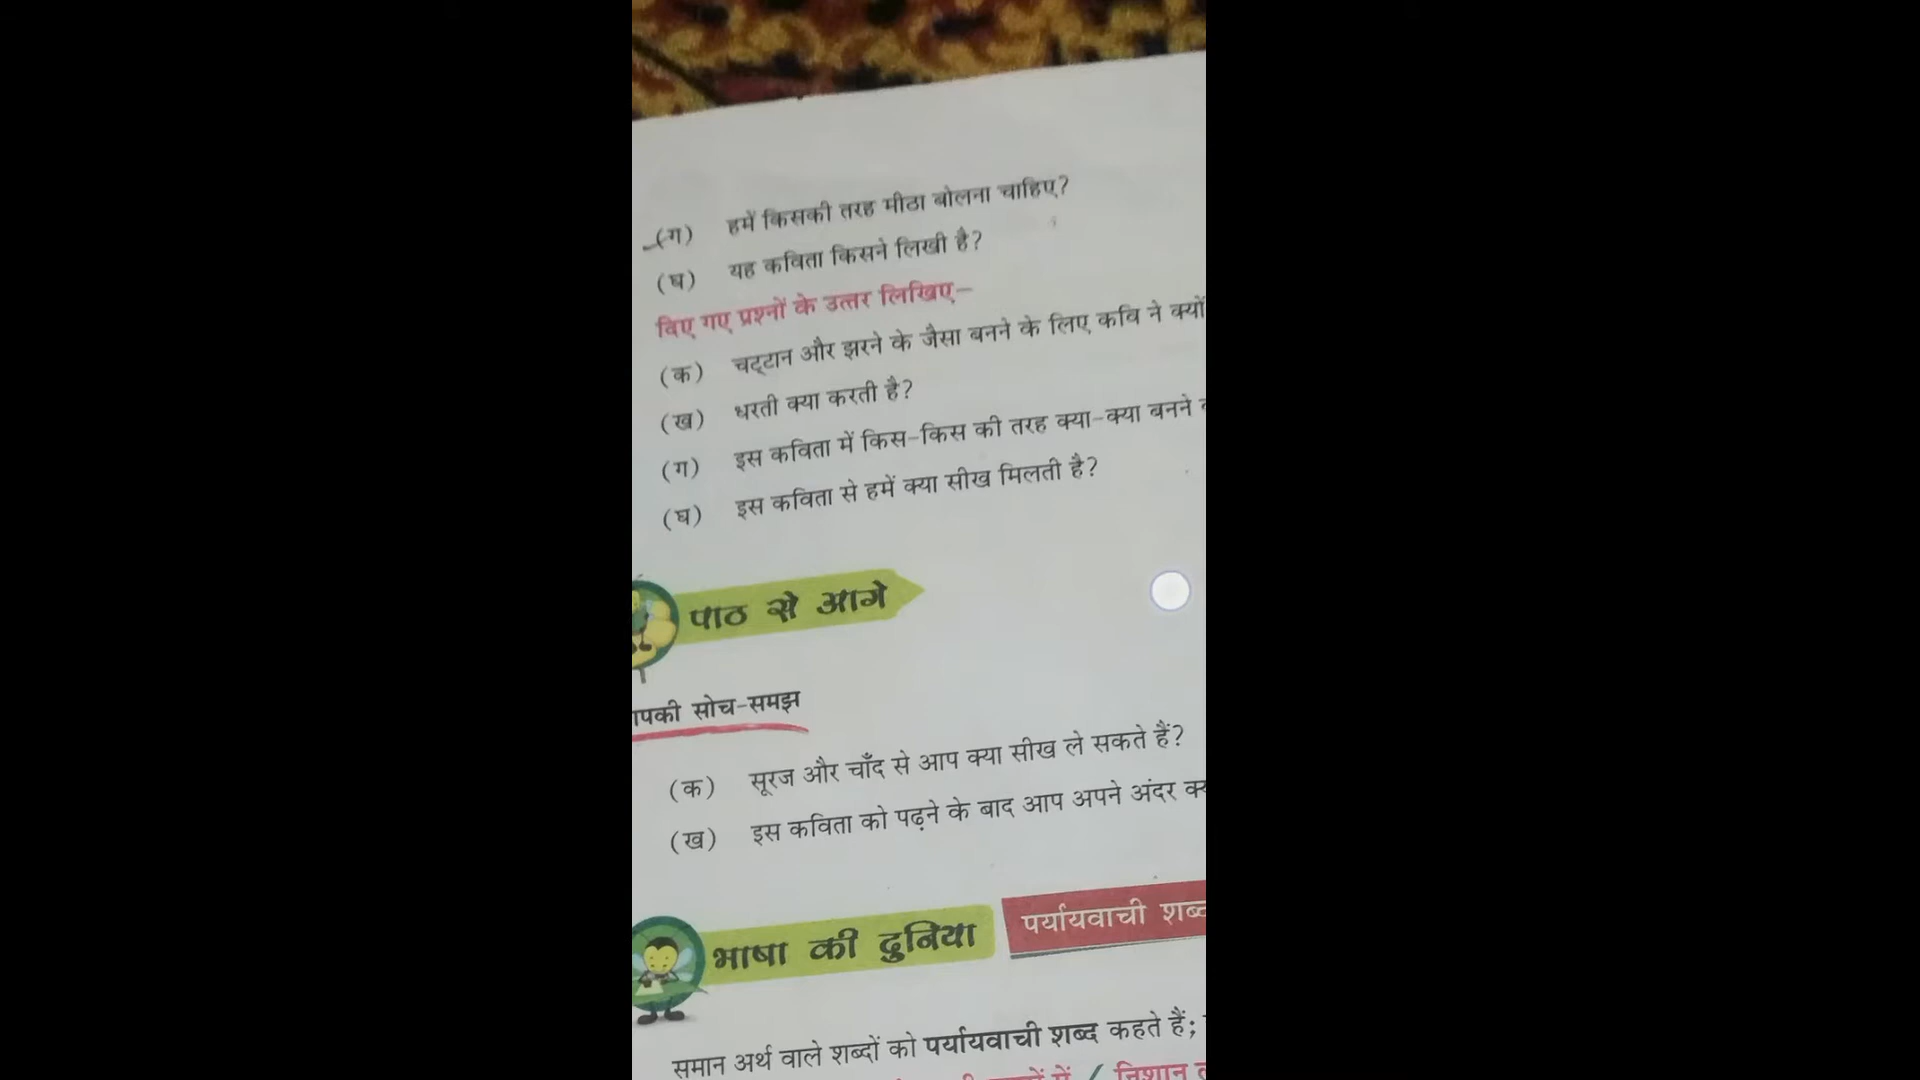 (ग) हमें किसकी तरह मीठा बोलना चाहिए?
(घ) यह कविता किसने लिखी है?
दिए गए प्रश्नों के उत्तर लिखिए–
(क) चट्टान और झरने के जैसा बनने के लिए कवि ने क्यों
(ख) धरती क्या करती है?
(ग) इस कविता में किस-किस की तरह क्या-क्या बनने
(घ) इस कविता से हमें क्या सीख मिलती है?
पाठ से आगे
पकी सोच-समझ
(क) सूरज और चाँद से आप क्या सीख ले सकते हैं?
(ख) इस कविता को पढ़ने के बाद आप अपने अंदर
भाषा की दुनिया
पर्यायवाची
समान अर्थ वाले शब्दों को पर्यायवाची शब्द कहते हैं;
में ✓ निशान